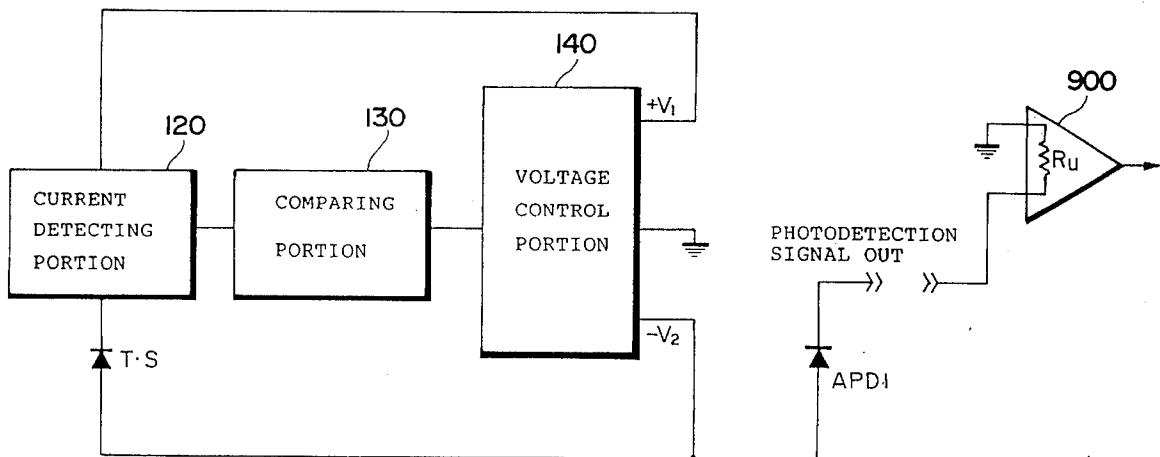 120
CURRENT
DETECTING
PORTION
130
COMPARING
PORTION
140
VOLTAGE
CONTROL
PORTION
+V1
-V2
T·S
PHOTODETECTION
SIGNAL OUT
APD1
900
Ru